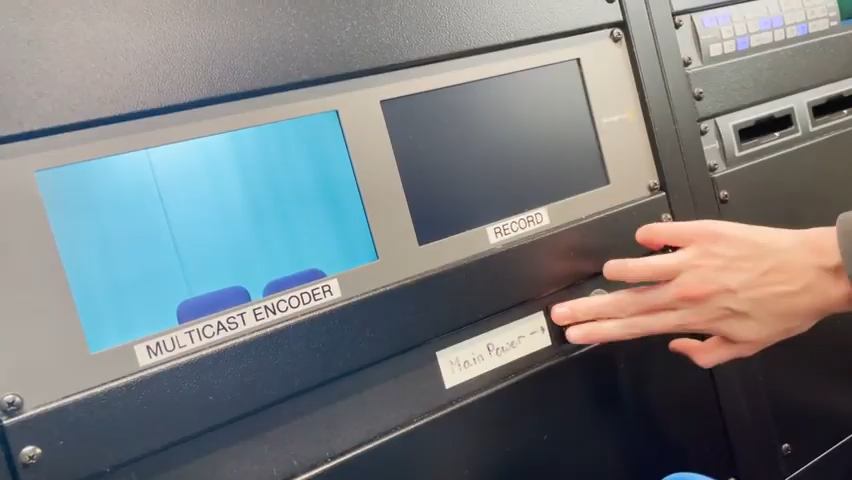 RECORD
MULTICAST ENCODER
Main Power →